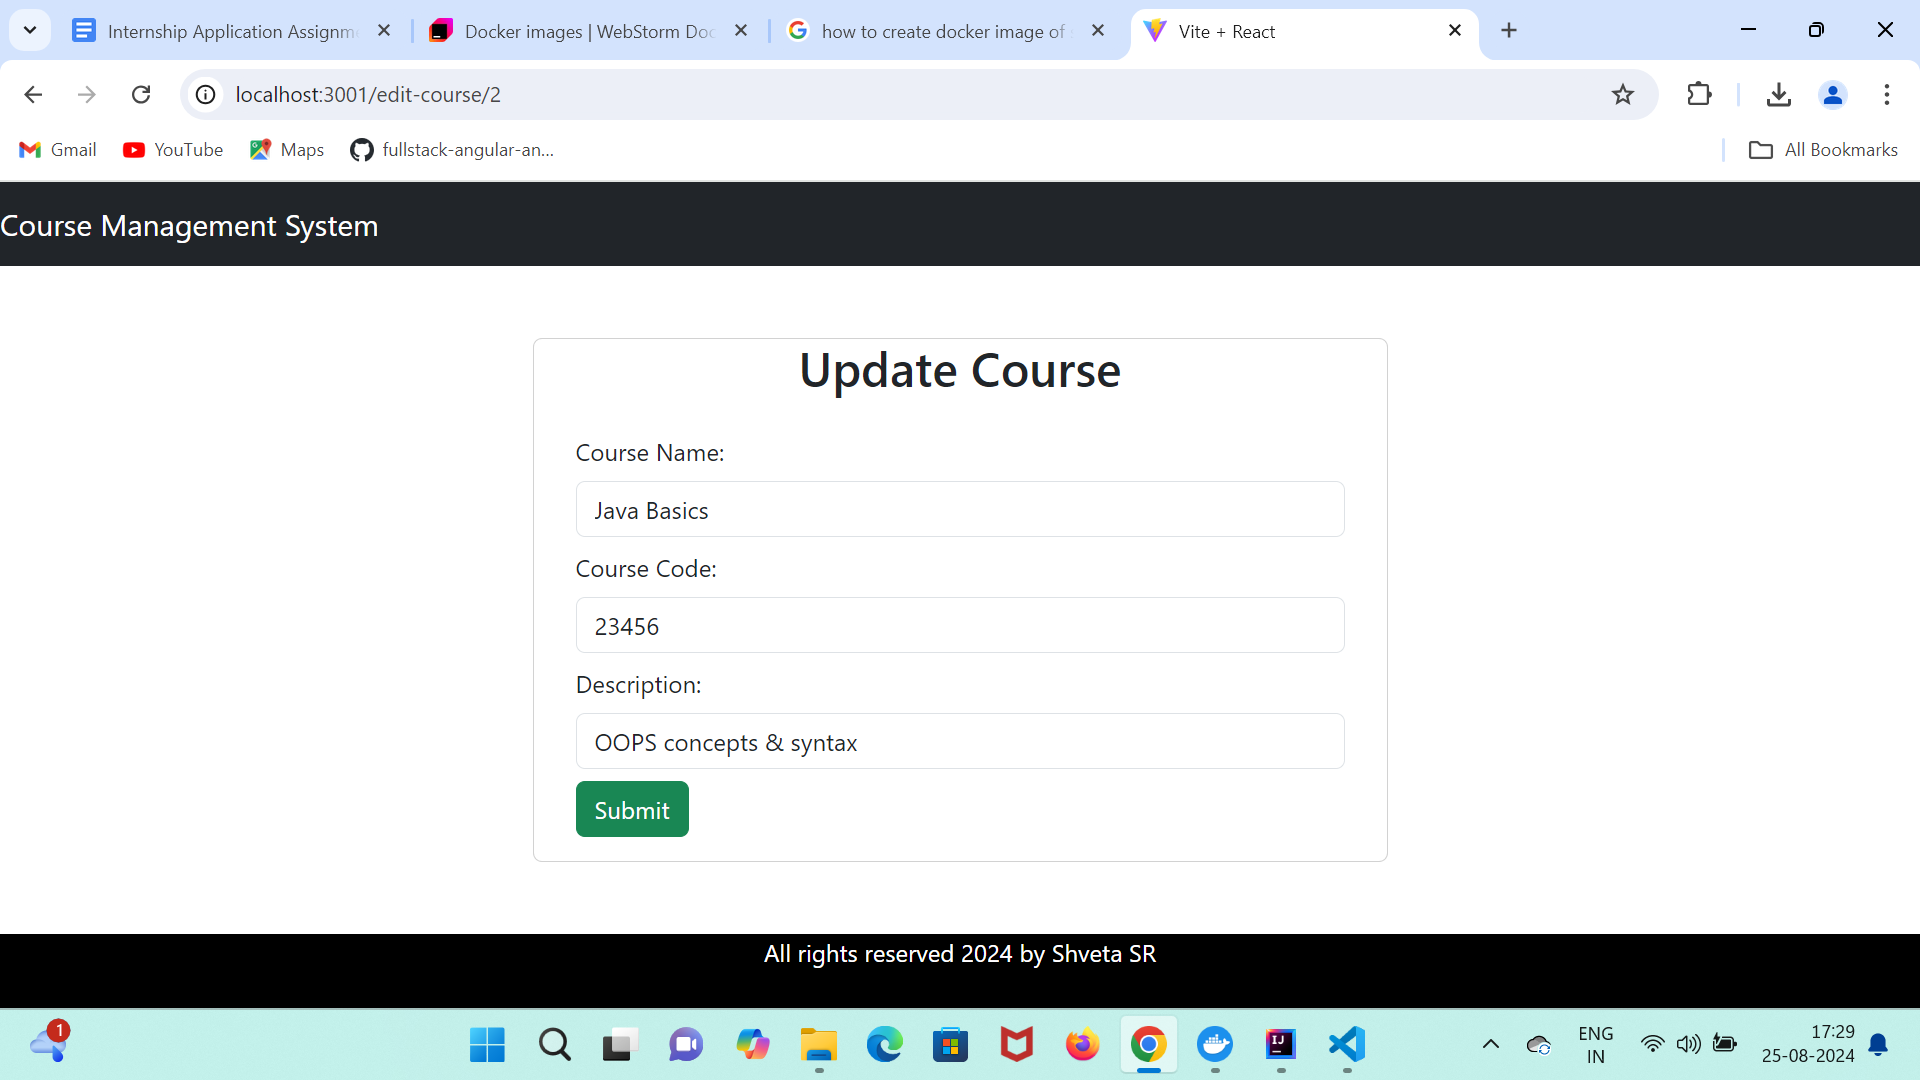 Internship Application Assignm
Docker images | WebStorm Doc
how to create docker image of
Vite + React
localhost:3001/edit-course/2
Gmail
YouTube
Maps
fullstack-angular-an...
All Bookmarks
Course Management System
Update Course
Course Name:
Java Basics
Course Code:
23456
Description:
OOPS concepts & syntax
Submit
All rights reserved 2024 by Shveta SR
1
IJ
ENG
IN
17:29
25-08-2024